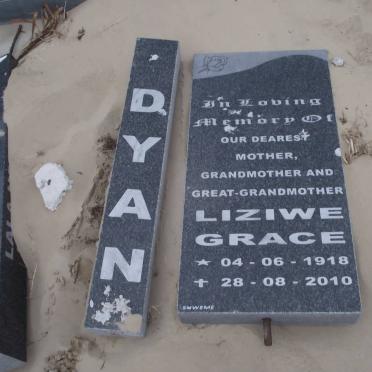 DYAN
In Loving
Memory Of
OUR DEAREST
MOTHER,
GRANDMOTHER AND
GREAT-GRANDMOTHER
LIZIWE
GRACE
★ 04 - 06 - 1918
✝ 28 - 08 - 2010